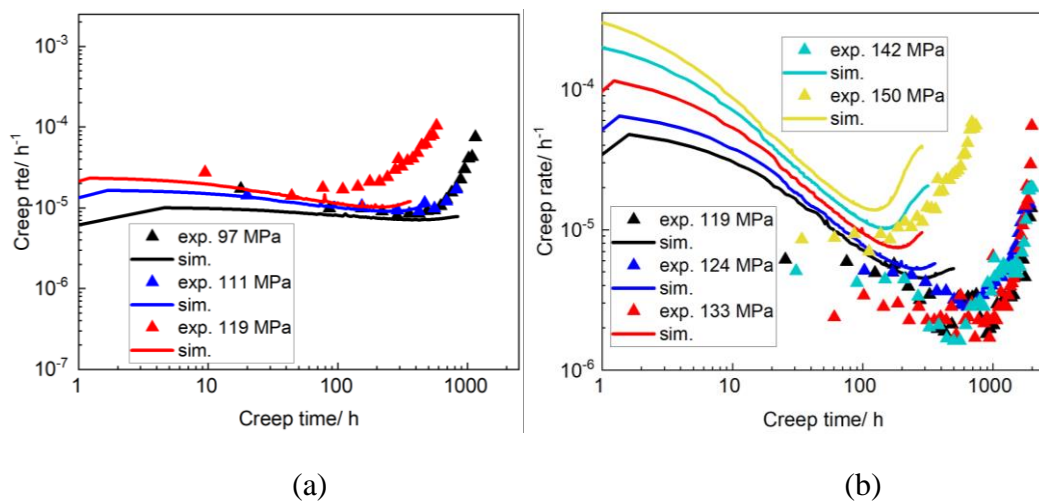 10⁻³
10⁻⁴
10⁻⁵
10⁻⁶
10⁻⁷
Creep rte/ h⁻¹
exp. 97 MPa
sim.
exp. 111 MPa
sim.
exp. 119 MPa
sim.
1 10 100 1000
Creep time/ h
(a)
10⁻⁴
10⁻⁵
10⁻⁶
Creep rate/ h⁻¹
exp. 142 MPa
sim.
exp. 150 MPa
sim.
exp. 119 MPa
sim.
exp. 124 MPa
sim.
exp. 133 MPa
sim.
1 10 100 1000
Creep time/ h
(b)